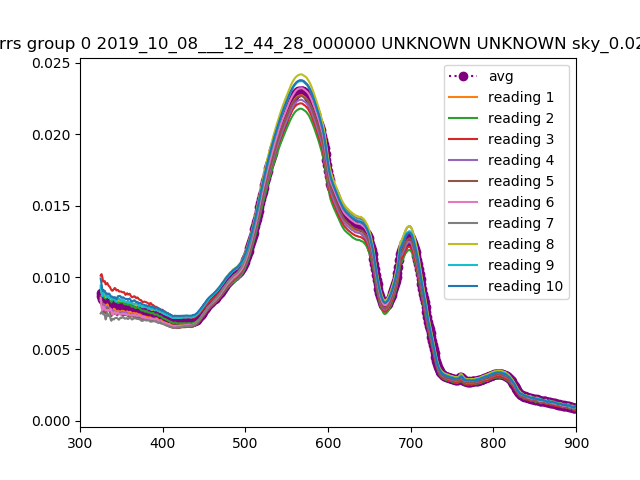 rrs group 0 2019_10_08___12_44_28_000000 UNKNOWN UNKNOWN sky_0.02
0.025
0.020
0.015
0.010
0.005
0.000
300 400 500 600 700 800 900
avg
reading 1
reading 2
reading 3
reading 4
reading 5
reading 6
reading 7
reading 8
reading 9
reading 10